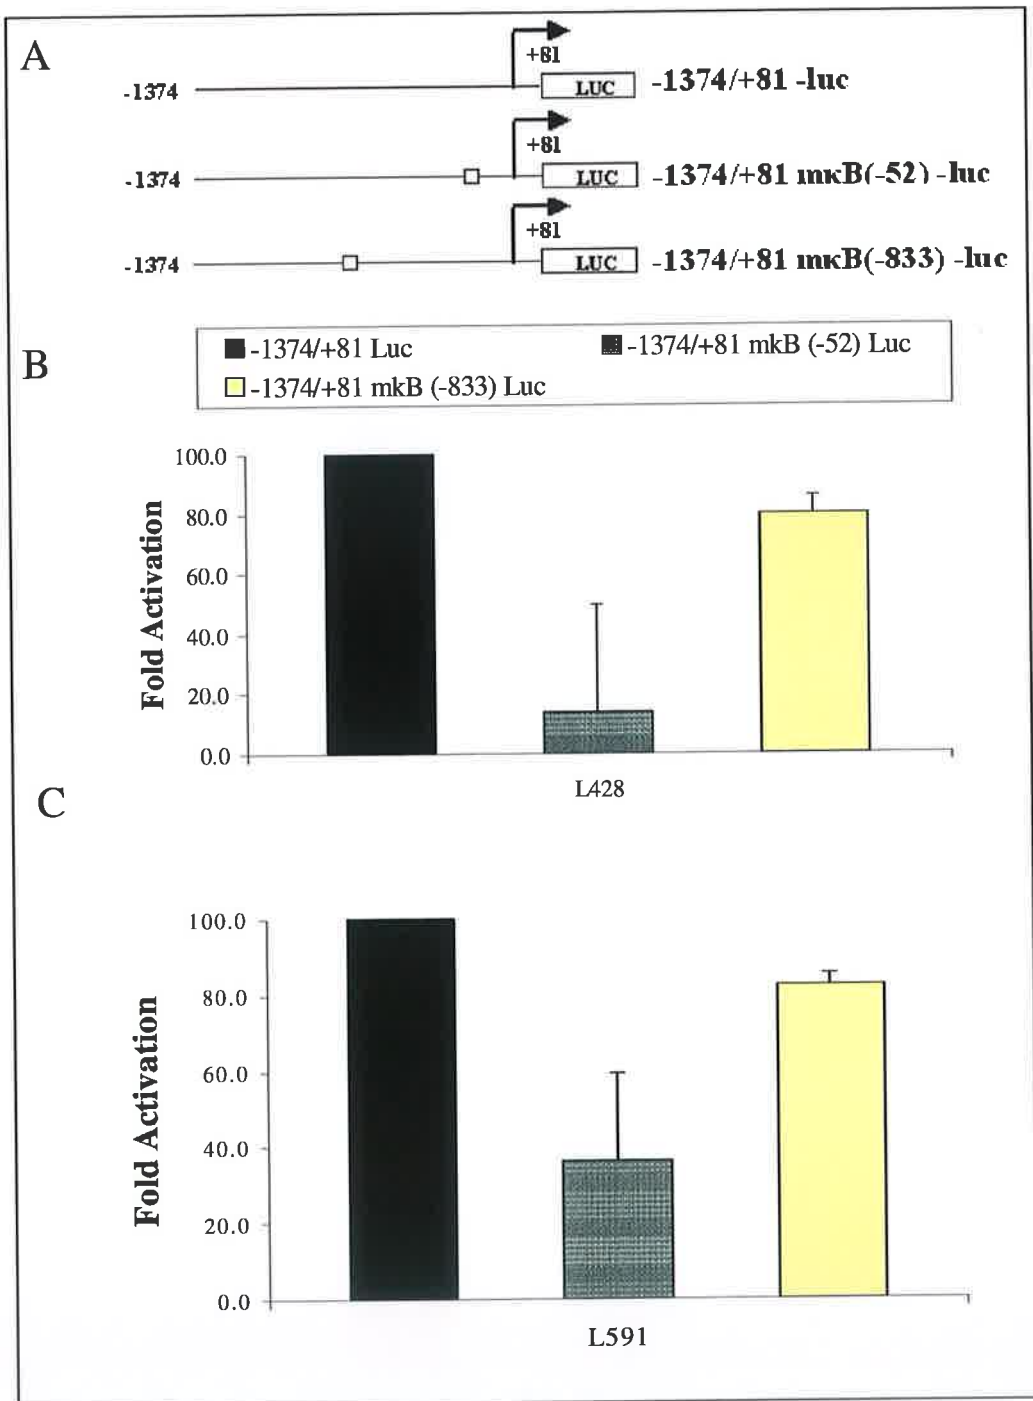 A
+81
-1374 LUC -1374/+81 -luc
+81
-1374 LUC -1374/+81 mκB(-52) -luc
+81
-1374 LUC -1374/+81 mκB(-833) -luc
B
-1374/+81 Luc -1374/+81 mkB (-52) Luc
-1374/+81 mkB (-833) Luc
Fold Activation
100.0
80.0
60.0
40.0
20.0
0.0
L428
C
Fold Activation
100.0
80.0
60.0
40.0
20.0
0.0
L591